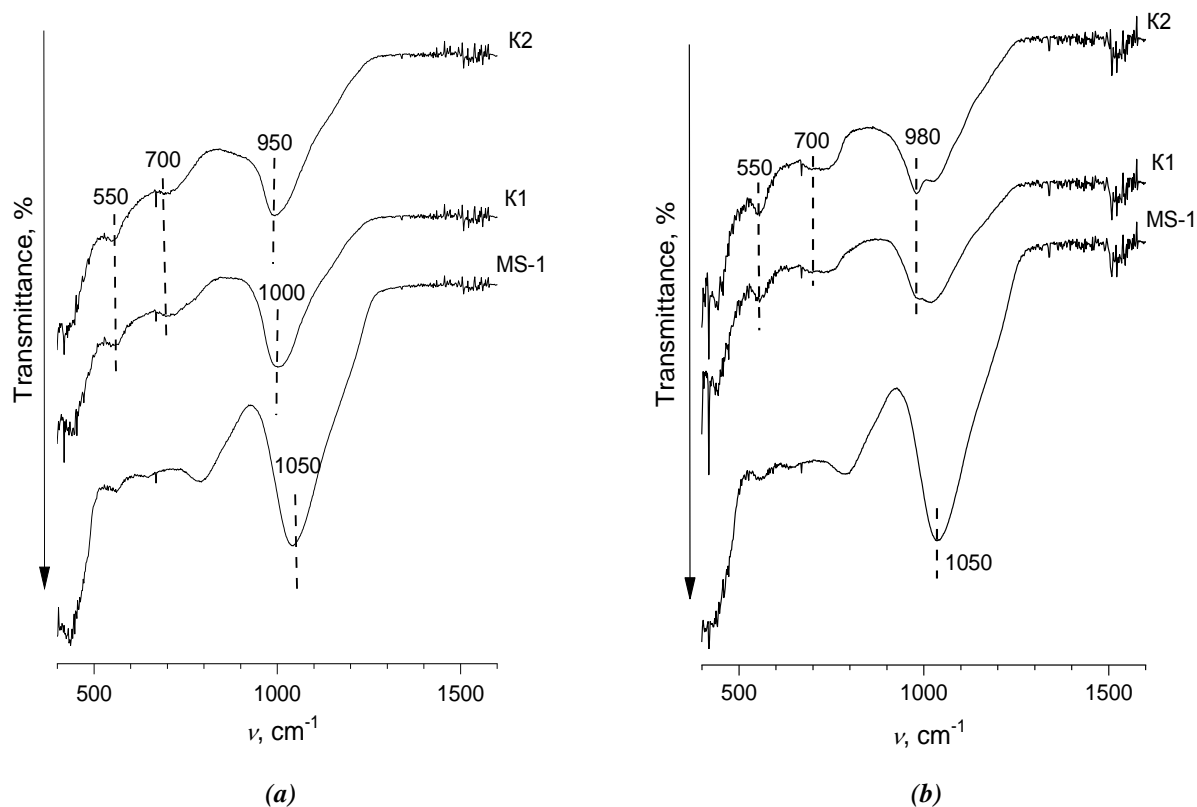 K2
950
700
550
K1
1000
MS-1
1050
Transmittance, %
500 1000 1500
ν, cm-1
(a)
K2
980
700
550
K1
MS-1
1050
Transmittance, %
500 1000 1500
ν, cm-1
(b)